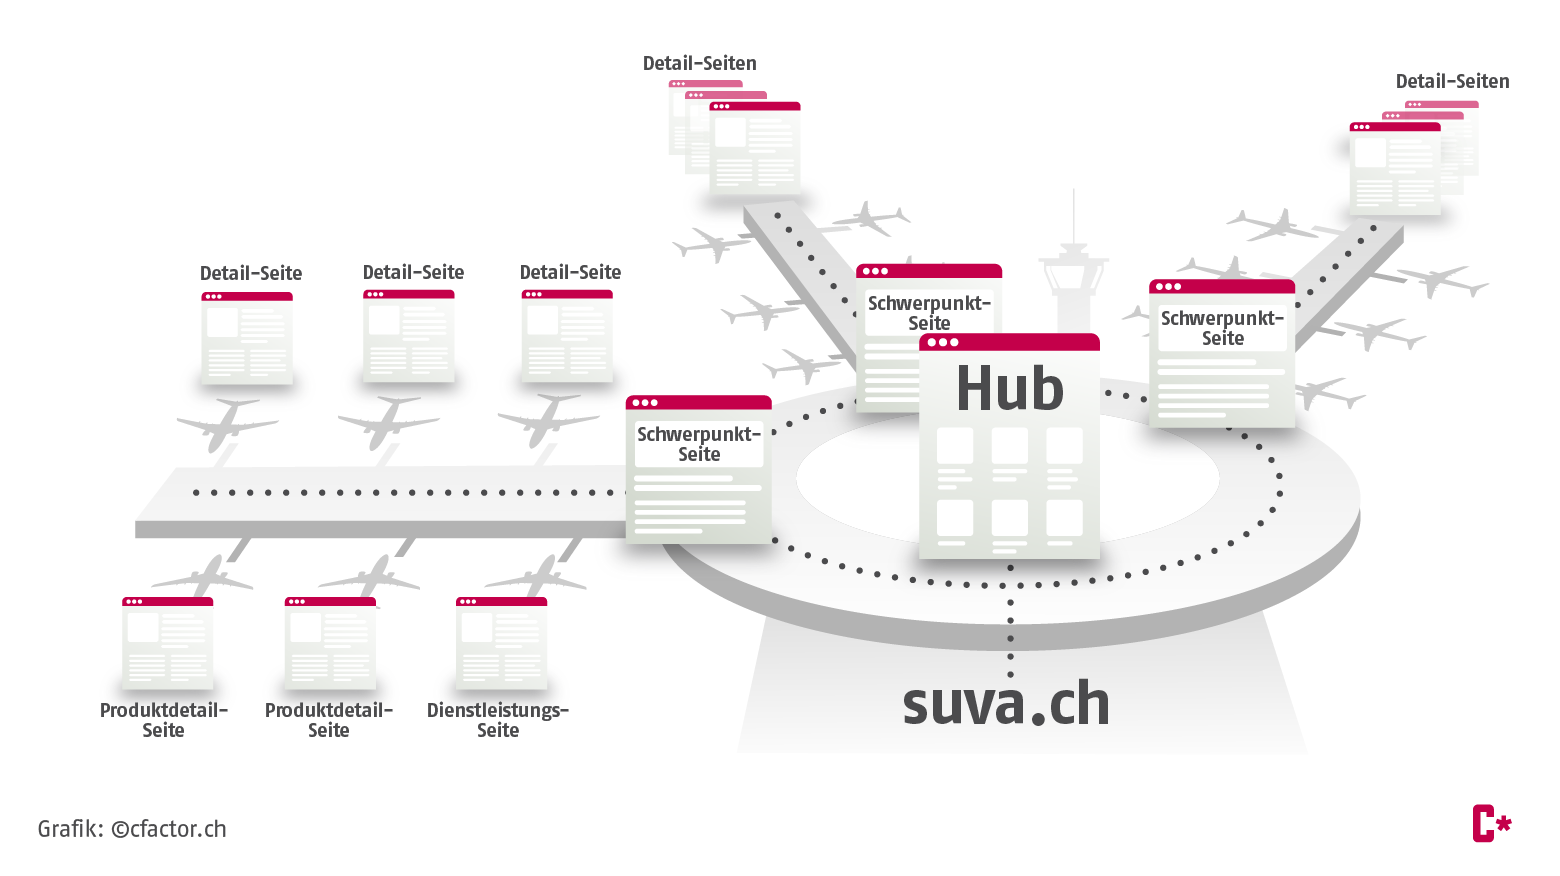 Detail-Seiten
Detail-Seiten
Detail-Seite
Detail-Seite
Detail-Seite
Schwerpunkt-
Seite
Schwerpunkt-
Seite
Hub
Schwerpunkt-
Seite
suva.ch
Produktdetail-
Seite
Produktdetail-
Seite
Dienstleistungs-
Seite
Grafik: ©cfactor.ch
C*